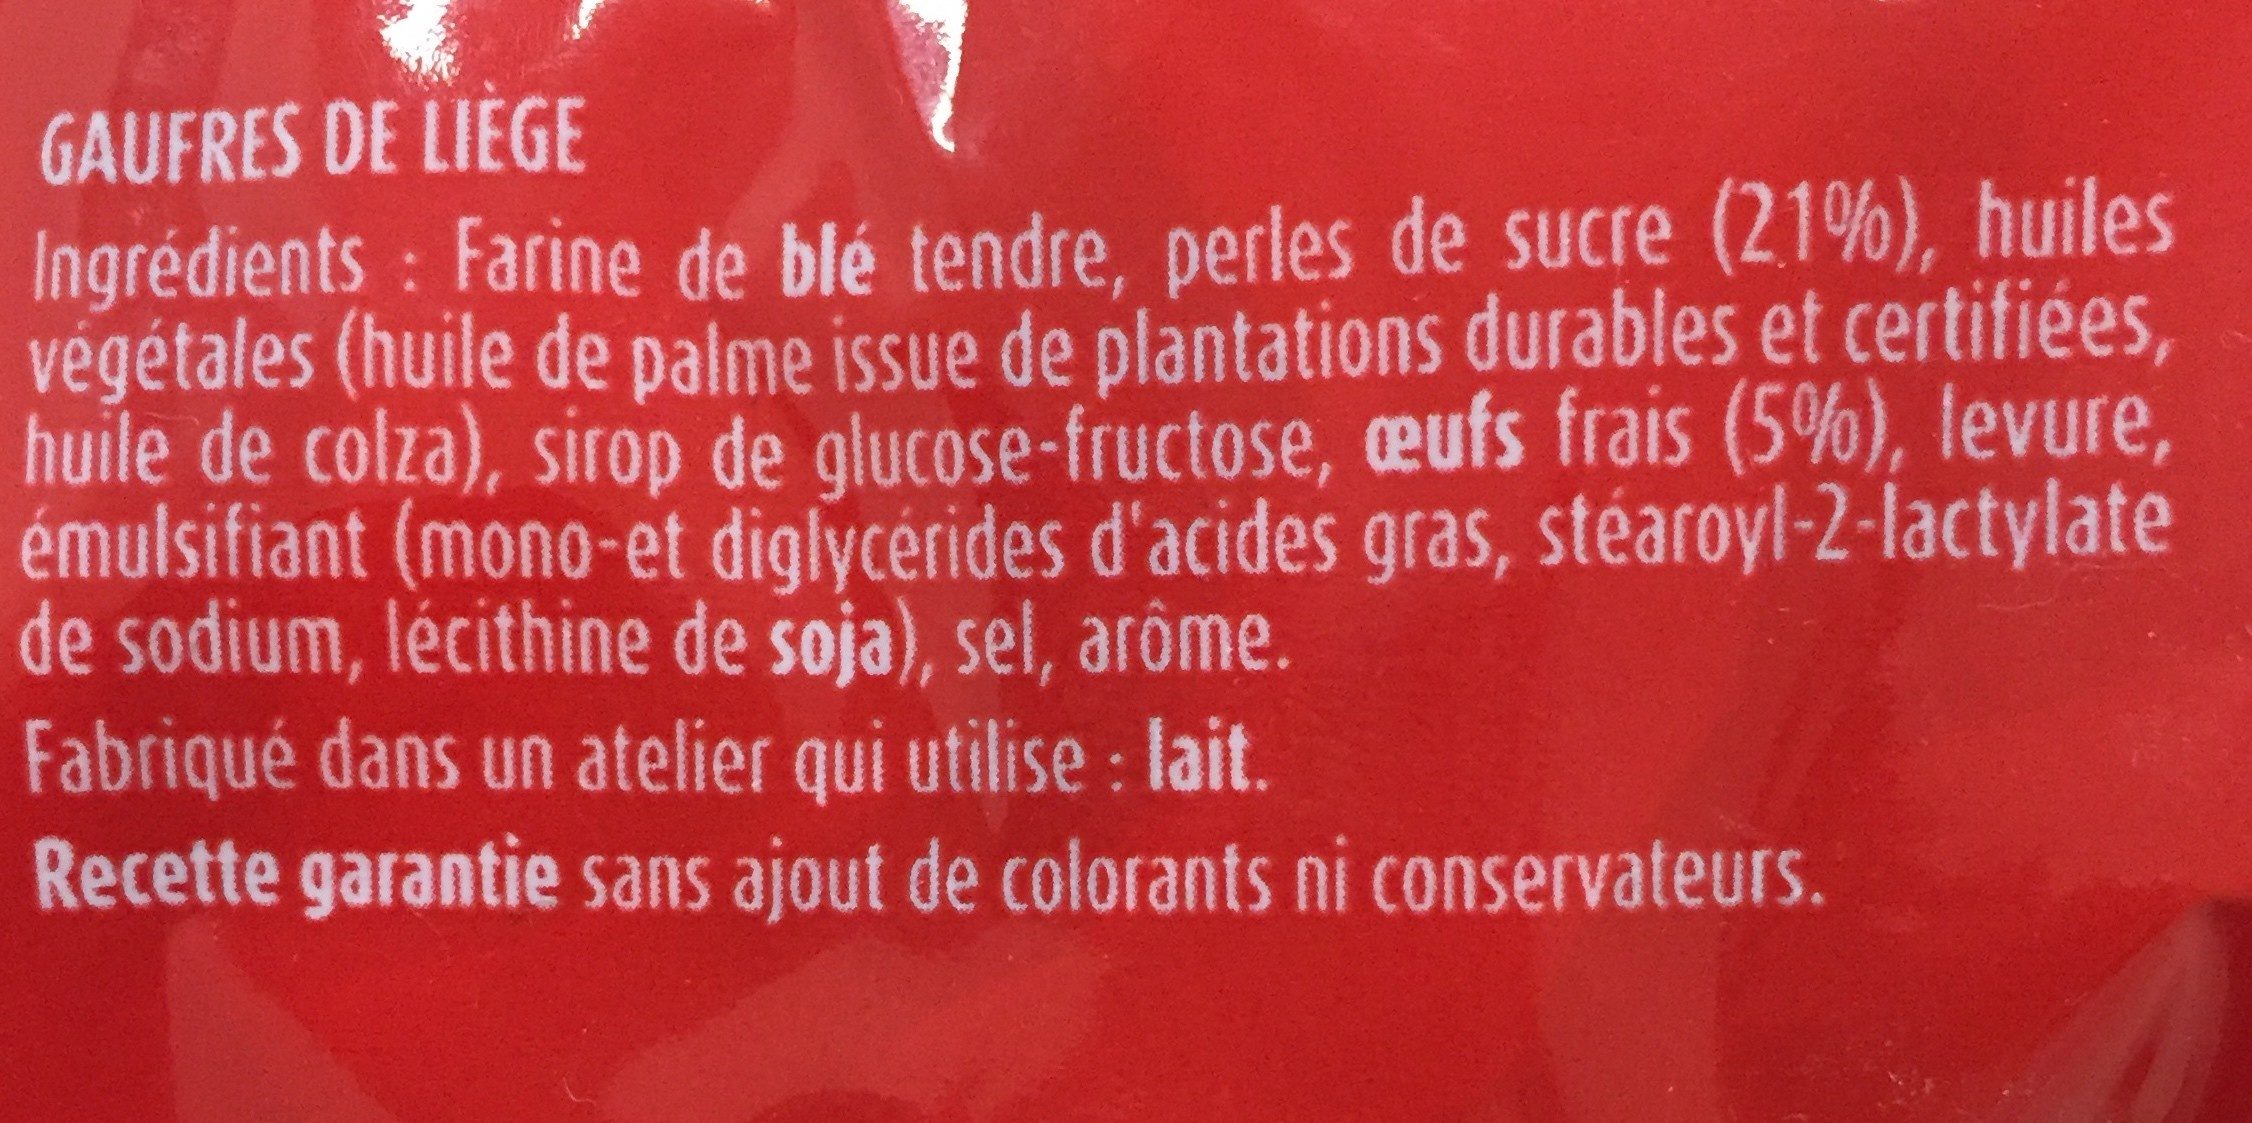 GAUFRES DE LIÈGE
Ingrédients : Farine de blé tendre, perles de sucre (21%), huiles
végétales (huile de palme issue de plantations durables et certifiées,
huile de colza), sirop de glucose-fructose, œufs frais (5%), levure,
émulsifiant (mono-et diglycérides d'acides gras, stéaroyl-2-lactylate
de sodium, lécithine de soja), sel, arôme.
Fabriqué dans un atelier qui utilise : lait.
Recette garantie sans ajout de colorants ni conservateurs.